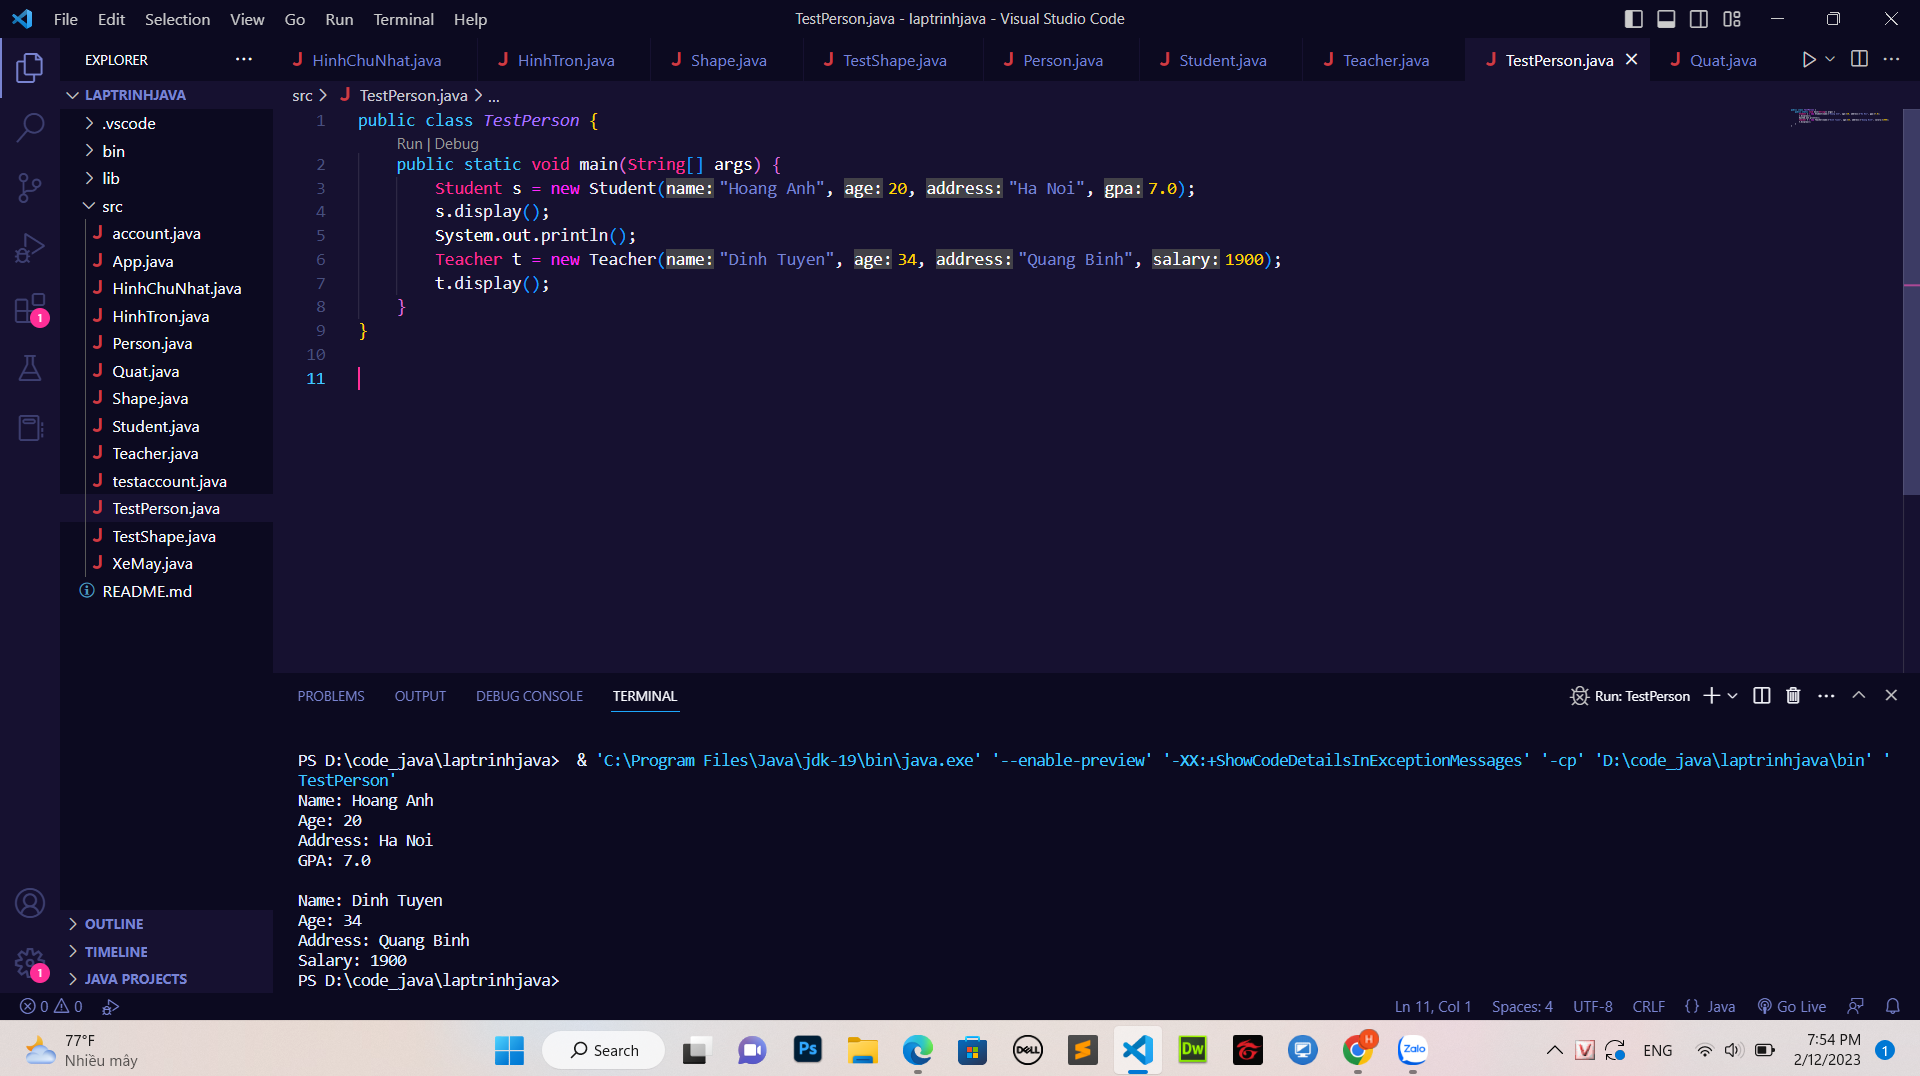 File Edit Selection View Go Run Terminal Help
TestPerson.java - laptrinhjava - Visual Studio Code
EXPLORER
HinhChuNhat.java HinhTron.java Shape.java TestShape.java Person.java Student.java Teacher.java TestPerson.java Quat.java
LAPTRINHJAVA
.vscode
bin
lib
src
account.java
App.java
HinhChuNhat.java
HinhTron.java
Person.java
Quat.java
Shape.java
Student.java
Teacher.java
testaccount.java
TestPerson.java
TestShape.java
XeMay.java
README.md
OUTLINE
TIMELINE
JAVA PROJECTS
1
1
src > TestPerson.java > ...
1 public class TestPerson {
Run | Debug
2 public static void main(String[] args) {
3 Student s = new Student(name: "Hoang Anh", age: 20, address: "Ha Noi", gpa: 7.0);
4 s.display();
5 System.out.println();
6 Teacher t = new Teacher(name: "Dinh Tuyen", age: 34, address: "Quang Binh", salary: 1900);
7 t.display();
8 }
9 }
10
11
PROBLEMS OUTPUT DEBUG CONSOLE TERMINAL
Run: TestPerson
PS D:\code_java\laptrinhjava> & 'C:\Program Files\Java\jdk-19\bin\java.exe' '--enable-preview' '-XX:+ShowCodeDetailsInExceptionMessages' '-cp' 'D:\code_java\laptrinhjava\bin' '
TestPerson'
Name: Hoang Anh
Age: 20
Address: Ha Noi
GPA: 7.0
Name: Dinh Tuyen
Age: 34
Address: Quang Binh
Salary: 1900
PS D:\code_java\laptrinhjava>
0 0
Ln 11, Col 1 Spaces: 4 UTF-8 CRLF {} Java Go Live
77°F
Nhiều mây
Search
Ps
DELL
Dw
H
Zalo
V
ENG
7:54 PM
2/12/2023
1